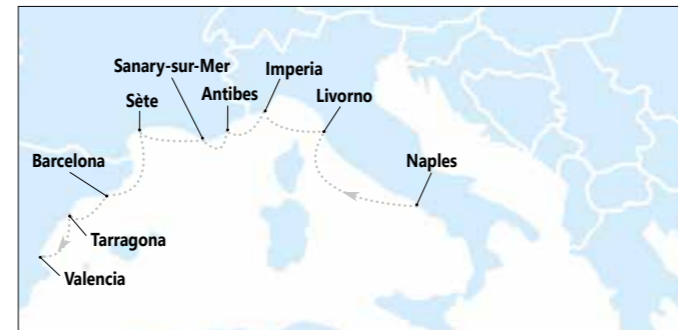 Sanary-sur-Mer
Imperia
Antibes
Livorno
Sète
Naples
Barcelona
Tarragona
Valencia